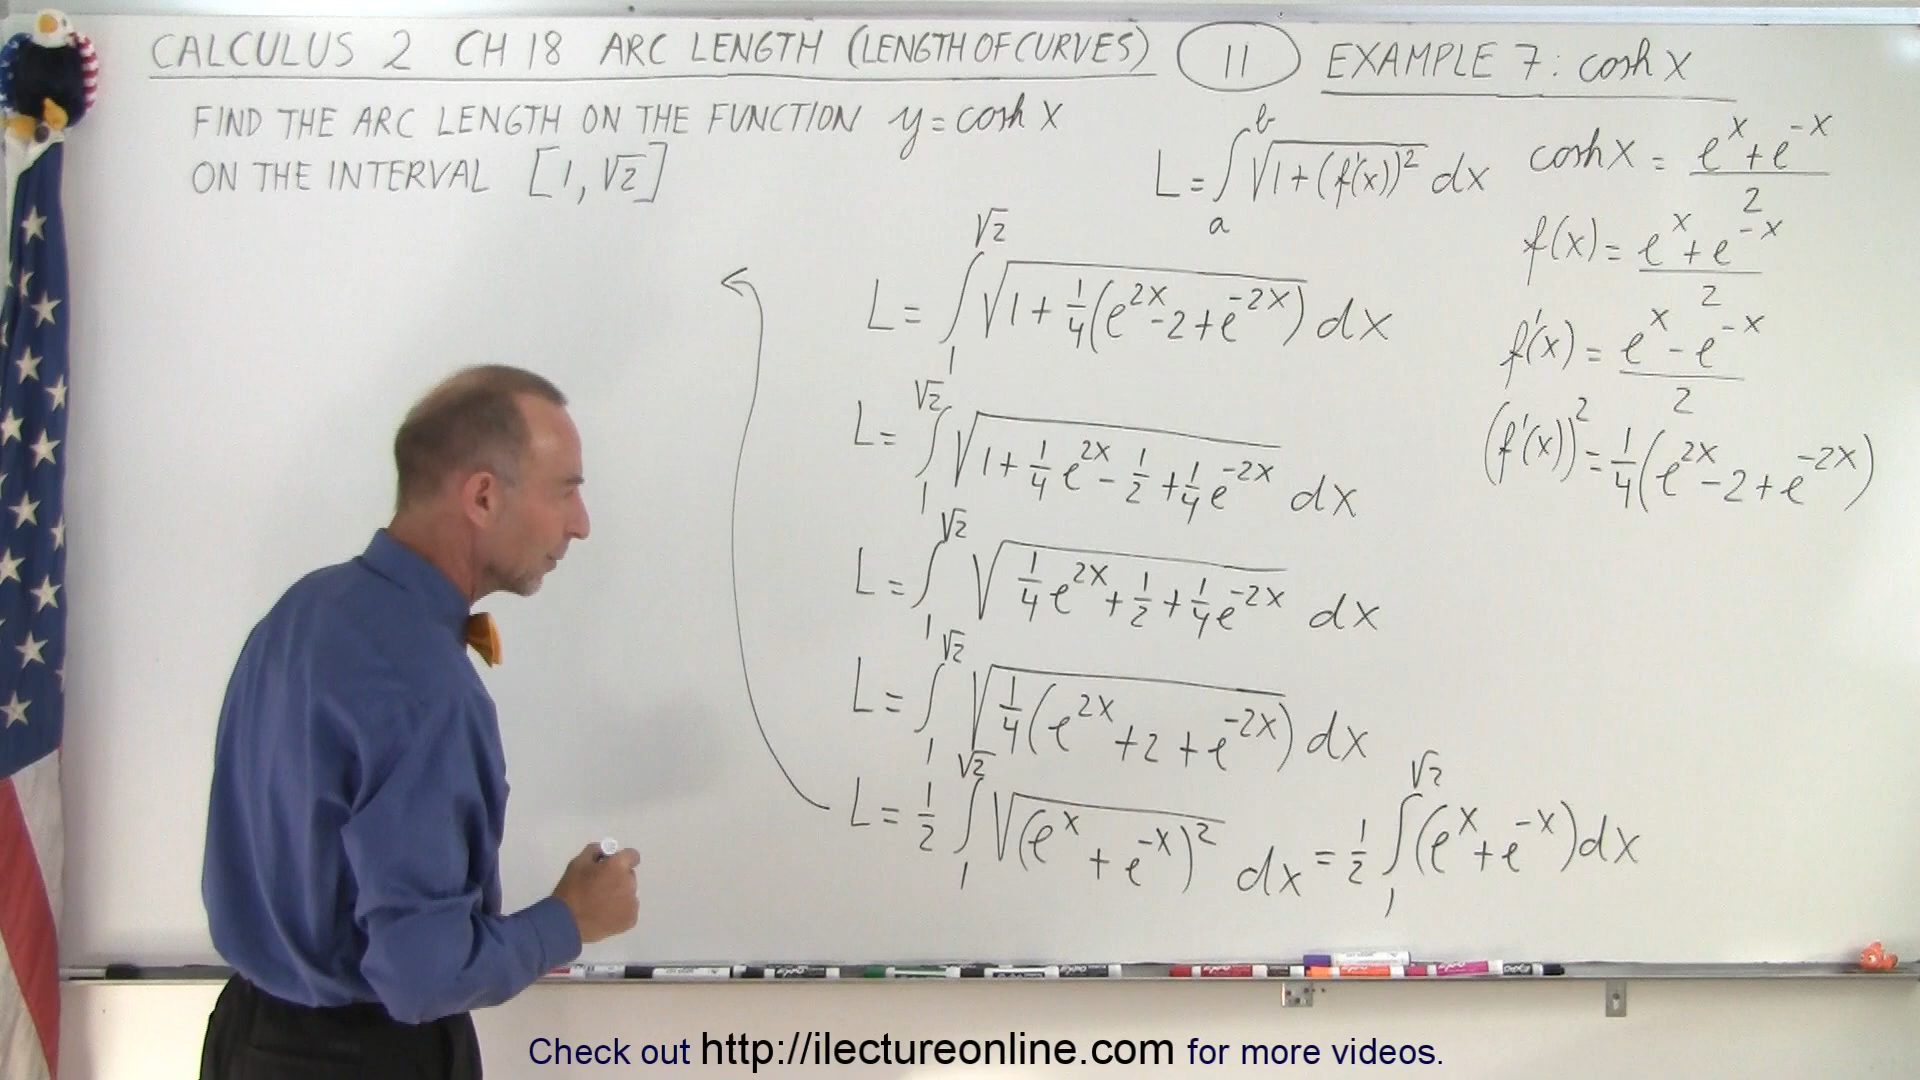 CALCULUS 2 CH 18 ARC LENGTH (LENGTH OF CURVES) 11 EXAMPLE 7: cosh x
FIND THE ARC LENGTH ON THE FUNCTION y = cosh x
ON THE INTERVAL [1, √2]
L = ∫_a^b √(1 + (f'(x))²) dx
cosh x = (e^x + e^-x)/2
f(x) = (e^x + e^-x)/2
f'(x) = (e^x - e^-x)/2
(f'(x))² = 1/4 (e^2x - 2 + e^-2x)
L = ∫_1^√2 √(1 + 1/4 (e^2x - 2 + e^-2x)) dx
L = ∫_1^√2 √(1 + 1/4 e^2x - 1/2 + 1/4 e^-2x) dx
L = ∫_1^√2 √(1/4 e^2x + 1/2 + 1/4 e^-2x) dx
L = ∫_1^√2 √(1/4 (e^2x + 2 + e^-2x)) dx
L = 1/2 ∫_1^√2 √((e^x + e^-x)²) dx = 1/2 ∫_1^√2 (e^x + e^-x) dx
Check out http://ilectureonline.com for more videos.